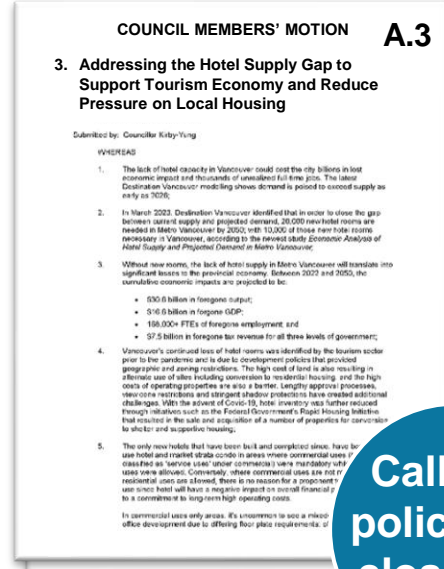 COUNCIL MEMBERS' MOTION
A.3
3. Addressing the Hotel Supply Gap to
Support Tourism Economy and Reduce
Pressure on Local Housing
Submitted by: Councillor Kirby-Yung
WHEREAS
1. The lack of hotel capacity in Vancouver could cost the city billions in lost
economic impact and thousands of unrealized full time jobs. The latest
Destination Vancouver modelling shows demand is poised to exceed supply as
early as 2026;
2. In March 2023, Destination Vancouver identified that in order to close the gap
between current supply and projected demand, 20,000 new hotel rooms are
needed in Metro Vancouver by 2050; with 10,000 of those new hotel rooms
necessary in Vancouver, according to the newest study Economic Analysis of
Hotel Supply and Projected Demand in Metro Vancouver;
3. Without new rooms, the lack of hotel supply in Metro Vancouver will translate into
significant losses to the provincial economy. Between 2022 and 2050, the
cumulative economic impacts are projected to be:
• $30.6 billion in foregone output;
• $16.6 billion in forgone GDP;
• 168,000+ FTEs of foregone employment; and
• $7.5 billion in foregone tax revenue for all three levels of government;
4. Vancouver's continued loss of hotel rooms was identified by the tourism sector
prior to the pandemic and is due to development policies that provided
geographic and zoning restrictions. The high cost of land is also resulting in
alternate use of sites including conversion to residential housing, and the high
costs of operating properties are also a barrier. Lengthy approval processes,
view cone restrictions and stringent shadow protections have created additional
challenges. With the advent of Covid-19, hotel inventory was further reduced
through initiatives such as the Federal Government's Rapid Housing Initiative
that resulted in the sale and acquisition of a number of properties for conversion
to shelter and supportive housing;
5. The only new hotels that have been built and completed since, have be
use hotel and market strata condo in areas where commercial uses
classified as 'service uses' under commercial) were mandatory whi
uses were allowed. Conversely, where commercial uses are not m
residential uses are allowed, there is no reason for a proponent
use since hotel will have a negative impact on overall financial p
to a commitment to long-term high operating costs.
In commercial uses only areas, it's uncommon to see a mixed
office development due to differing floor plate requirements;
Call
polic